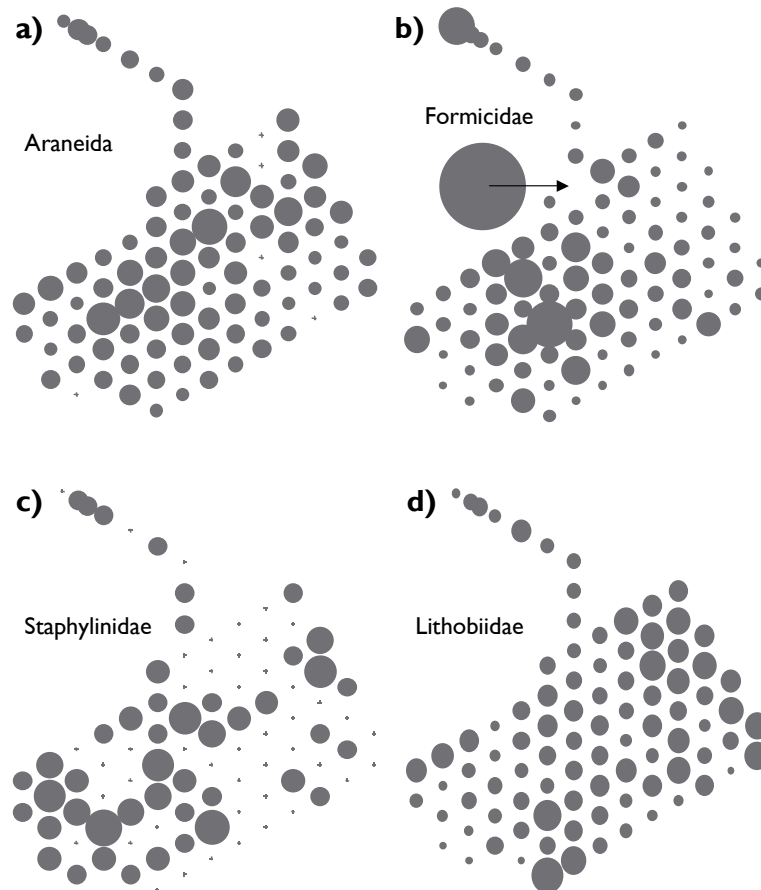 a)
Araneida
b)
Formicidae
c)
Staphylinidae
d)
Lithobiidae